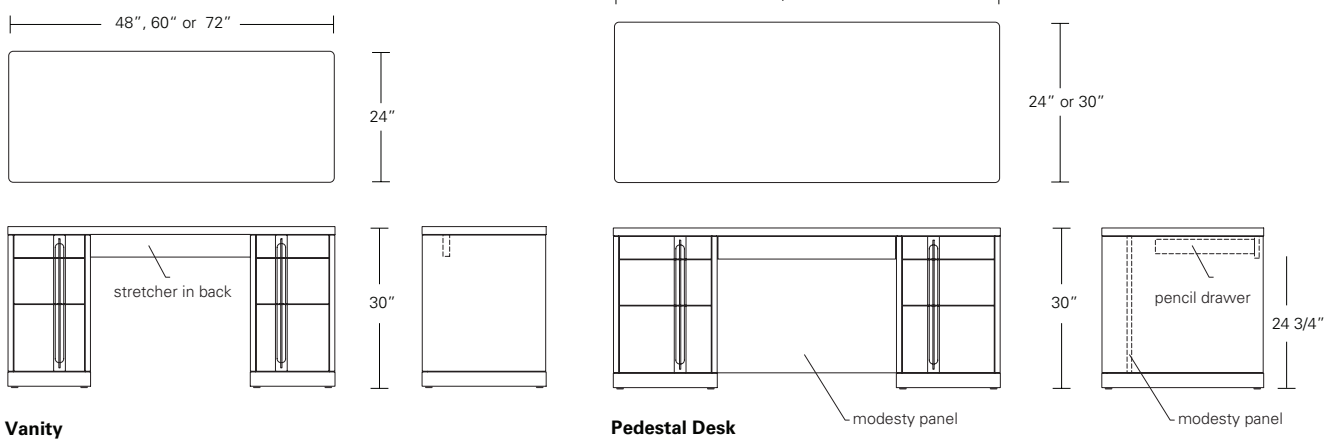 48″, 60″ or 72″
24″
24″ or 30″
stretcher in back
30″
30″
pencil drawer
24 3/4″
modesty panel
modesty panel
Vanity
Pedestal Desk